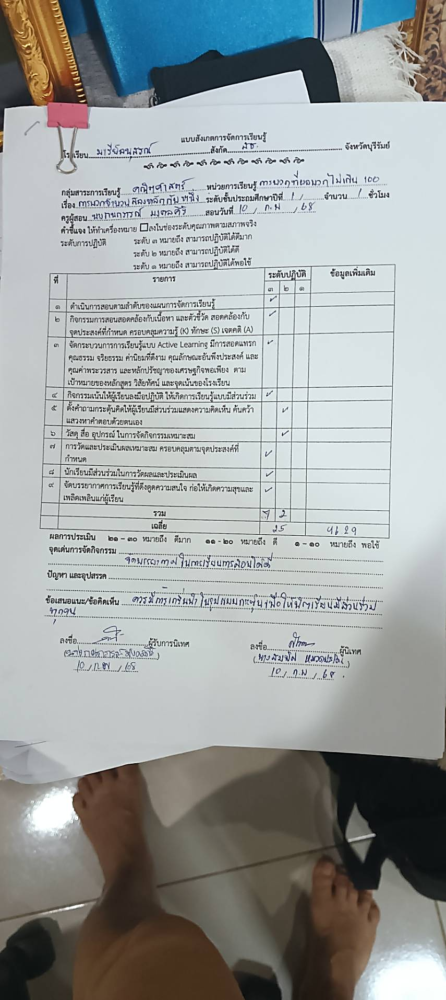 แบบสังเกตการจัดการเรียนรู้
โรงเรียน มารีย์อนุสรณ์ สังกัด สช. จังหวัดบุรีรัมย์
กลุ่มสาระการเรียนรู้ คณิตศาสตร์ หน่วยการเรียนรู้ การบวกที่ผลบวกไม่เกิน 100
เรื่อง การบวกจำนวนสองหลักกับหนึ่ง ระดับชั้นประถมศึกษาปีที่ 1 จำนวน 1 ชั่วโมง
ครูผู้สอน มงคลศิริ สอนวันที่ 10 / ก.พ / 68
คำชี้แจง ให้ทำเครื่องหมาย ลงในช่องระดับคุณภาพตามสภาพจริง
ระดับการปฏิบัติ ระดับ ๓ หมายถึง สามารถปฏิบัติได้ดีมาก
ระดับ ๒ หมายถึง สามารถปฏิบัติได้ดี
ระดับ ๑ หมายถึง สามารถปฏิบัติได้พอใช้
ที่ รายการ ระดับปฏิบัติ ข้อมูลเพิ่มเติม
๓ ๒ ๑
๑ ดำเนินการสอนตามลำดับของแผนการจัดการเรียนรู้ ✓
๒ กิจกรรมการสอนสอดคล้องกับเนื้อหา และตัวชี้วัด สอดคล้องกับ ✓
จุดประสงค์ที่กำหนด ครอบคลุมความรู้ (K) ทักษะ (S) เจตคติ (A)
๓ จัดกระบวนการการเรียนรู้แบบ Active Learning มีการสอดแทรก ✓
คุณธรรม จริยธรรม ค่านิยมที่ดีงาม คุณลักษณะอันพึงประสงค์ และ
คุณค่าพระวรสาร และหลักปรัชญาของเศรษฐกิจพอเพียง ตาม
เป้าหมายของหลักสูตร วิสัยทัศน์ และจุดเน้นของโรงเรียน
๔ กิจกรรมเน้นให้ผู้เรียนลงมือปฏิบัติ ให้เกิดการเรียนรู้แบบมีส่วนร่วม ✓
๕ ตั้งคำถามกระตุ้นคิดให้ผู้เรียนมีส่วนร่วมแสดงความคิดเห็น ค้นคว้า ✓
แสวงหาคำตอบด้วยตนเอง
๖ วัสดุ สื่อ อุปกรณ์ ในการจัดกิจกรรมเหมาะสม ✓
๗ การวัดและประเมินผลเหมาะสม ครอบคลุมตามจุดประสงค์ที่ ✓
กำหนด
๘ นักเรียนมีส่วนร่วมในการวัดผลและประเมินผล ✓
๙ จัดบรรยากาศการเรียนรู้ที่ดึงดูดความสนใจ ก่อให้เกิดความสุขและ ✓
เพลิดเพลินแก่ผู้เรียน
รวม 7 2
เฉลี่ย 25
ผลการประเมิน ๒๑ – ๓๐ หมายถึง ดีมาก ๑๑ - ๒๐ หมายถึง ดี ๑ – ๑๐ หมายถึง พอใช้
จุดเด่นการจัดกิจกรรม
จัดบรรยากาศในการเรียนการสอนได้ดี
ปัญหา และอุปสรรค
ข้อเสนอแนะ/ข้อคิดเห็น ควรมีการเกริ่นนำในรูปแบบกระตุ้นเพื่อให้นักเรียนมีส่วนร่วม
ทุกคน
ลงชื่อ ผู้รับการนิเทศ
ลงชื่อ ผู้นิเทศ
10 / ก.พ / 68
10 / ก.พ / 68